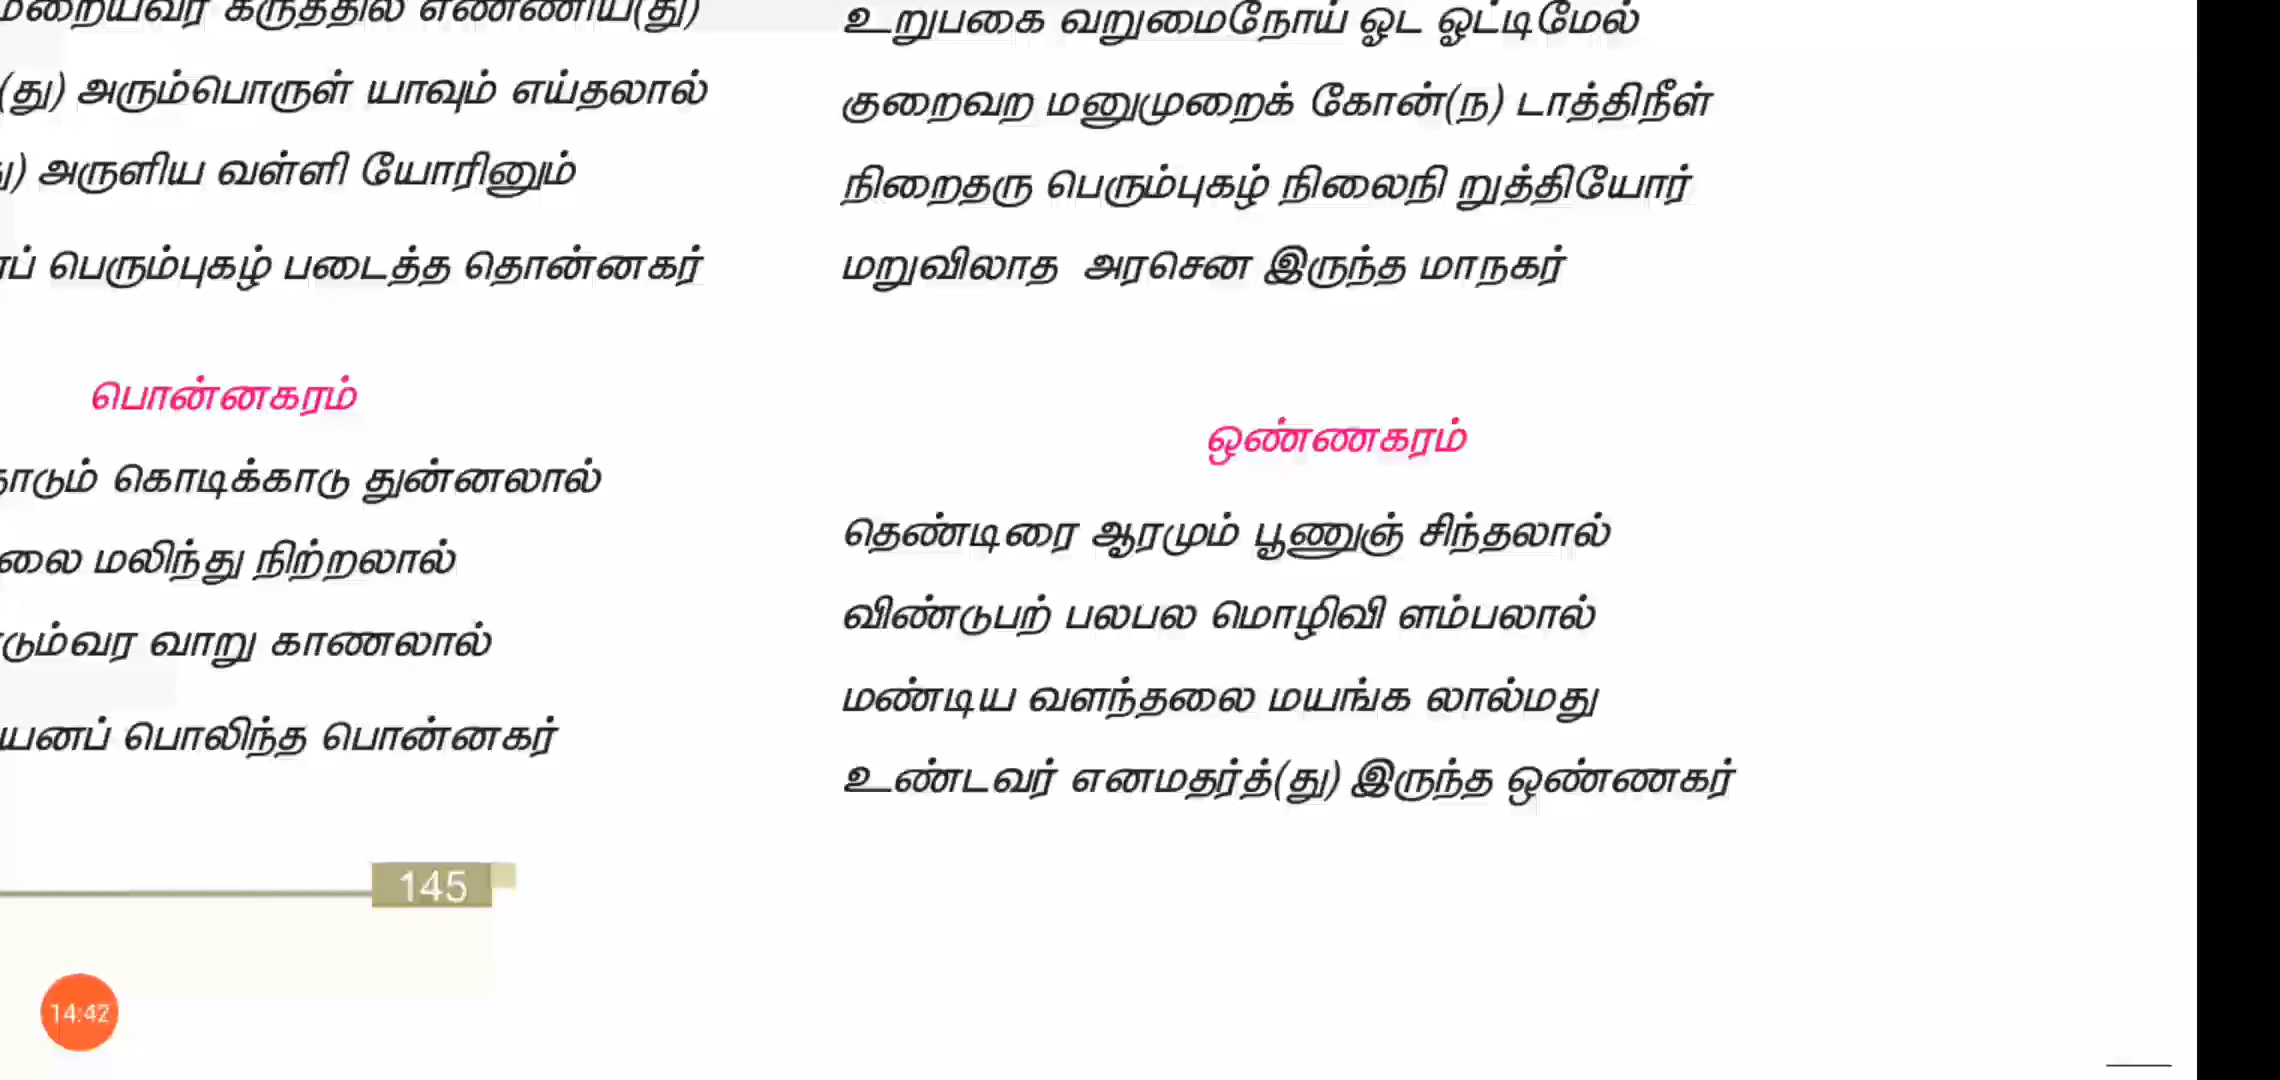 மறையவர் கருத்தில் எண்ணிய(து)
(து) அரும்பொருள் யாவும் எய்தலால்
அருளிய வள்ளி யோரினும்
பெரும்புகழ் படைத்த தொன்னகர்
பொன்னகரம்
கொடிக்காடு துன்னலால்
மலிந்து நிற்றலால்
வாறு காணலால்
பொலிந்த பொன்னகர்
145
14:42
உறுபகை வறுமைநோய் ஓட ஓட்டிமேல்
குறைவற மனுமுறைக் கோன்(ந) டாத்திநீள்
நிறைதரு பெரும்புகழ் நிலைநி றுத்தியோர்
மறுவிலாத அரசென இருந்த மாநகர்
ஒண்ணகரம்
தெண்டிரை ஆரமும் பூணுஞ் சிந்தலால்
விண்டுபற் பலபல மொழிவி ளம்பலால்
மண்டிய வளந்தலை மயங்க லால்மது
உண்டவர் எனமதர்த்(து) இருந்த ஒண்ணகர்